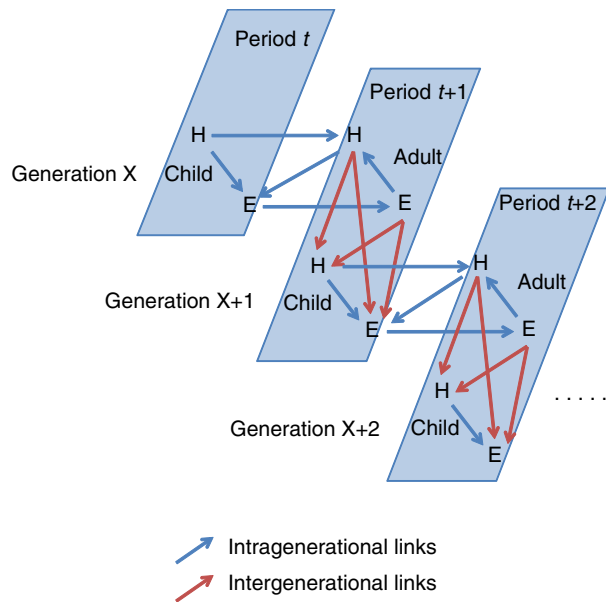 Period t
Period t+1
H
H
Adult
Generation X
Child
E
E
Period t+2
H
H
Adult
Generation X+1
Child
E
E
H
. . . . .
Generation X+2
Child
E
Intragenerational links
Intergenerational links